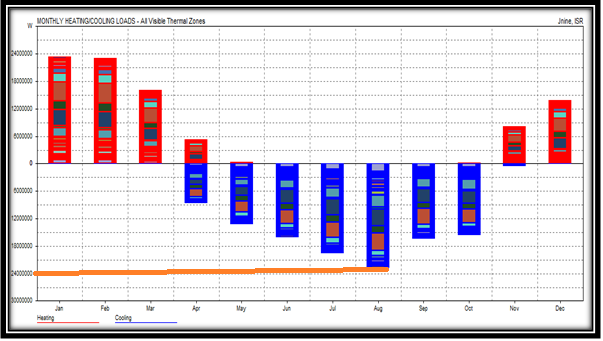 MONTHLY HEATING/COOLING LOADS - All Visible Thermal Zones
Jnine, ISR
W
24000000
18000000
12000000
6000000
0
6000000
12000000
18000000
24000000
30000000
Jan Feb Mar Apr May Jun Jul Aug Sep Oct Nov Dec
Heating Cooling